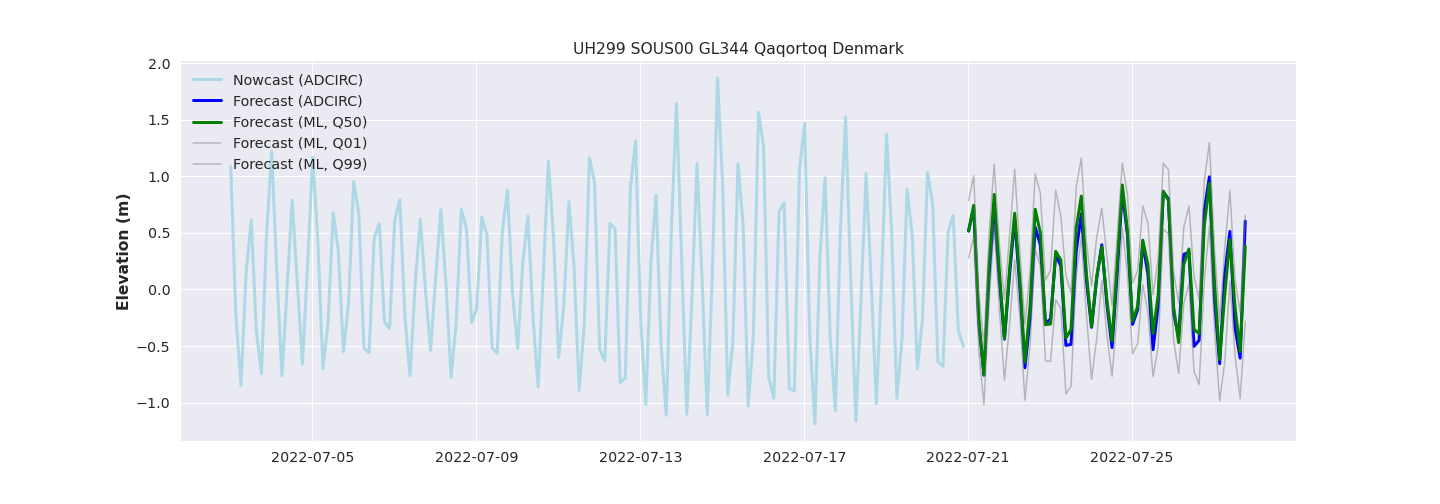 UH299 SOUS00 GL344 Qaqortoq Denmark
2.0
1.5
1.0
0.5
0.0
−0.5
−1.0
Elevation (m)
Nowcast (ADCIRC)
Forecast (ADCIRC)
Forecast (ML, Q50)
Forecast (ML, Q01)
Forecast (ML, Q99)
2022-07-05
2022-07-09
2022-07-13
2022-07-17
2022-07-21
2022-07-25